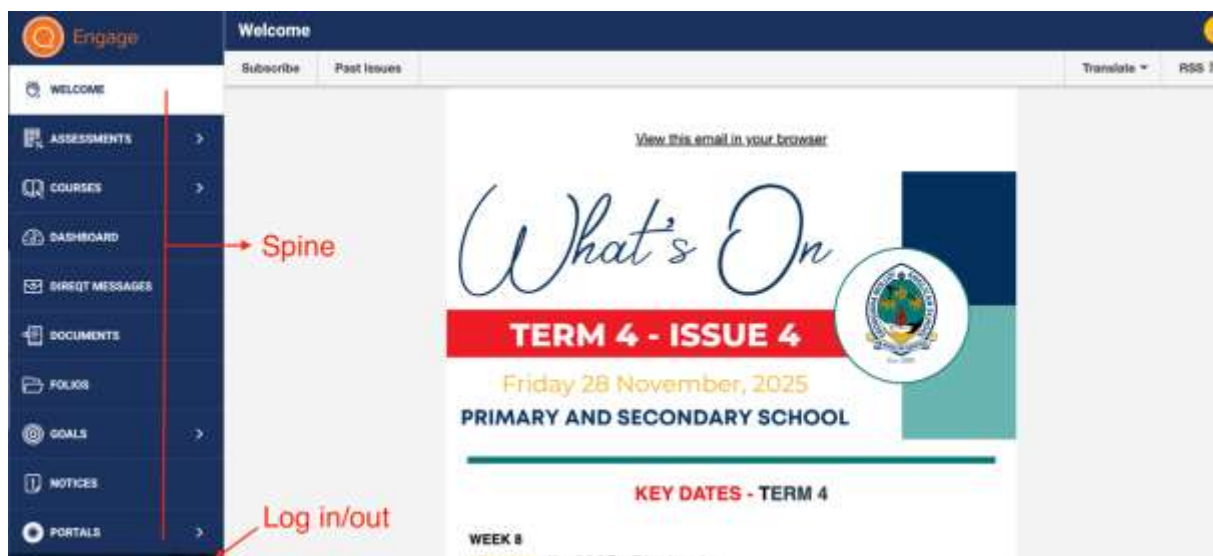 Engage
Welcome
Subscribe Past Issues Translate RSS
WELCOME
ASSESSMENTS
COURSES
DASHBOARD
DIREQT MESSAGES
DOCUMENTS
FOLIOS
GOALS
NOTICES
PORTALS
Spine
Log in/out
View this email in your browser
What's On
TERM 4 - ISSUE 4
Friday 28 November, 2025
PRIMARY AND SECONDARY SCHOOL
KEY DATES - TERM 4
WEEK 8